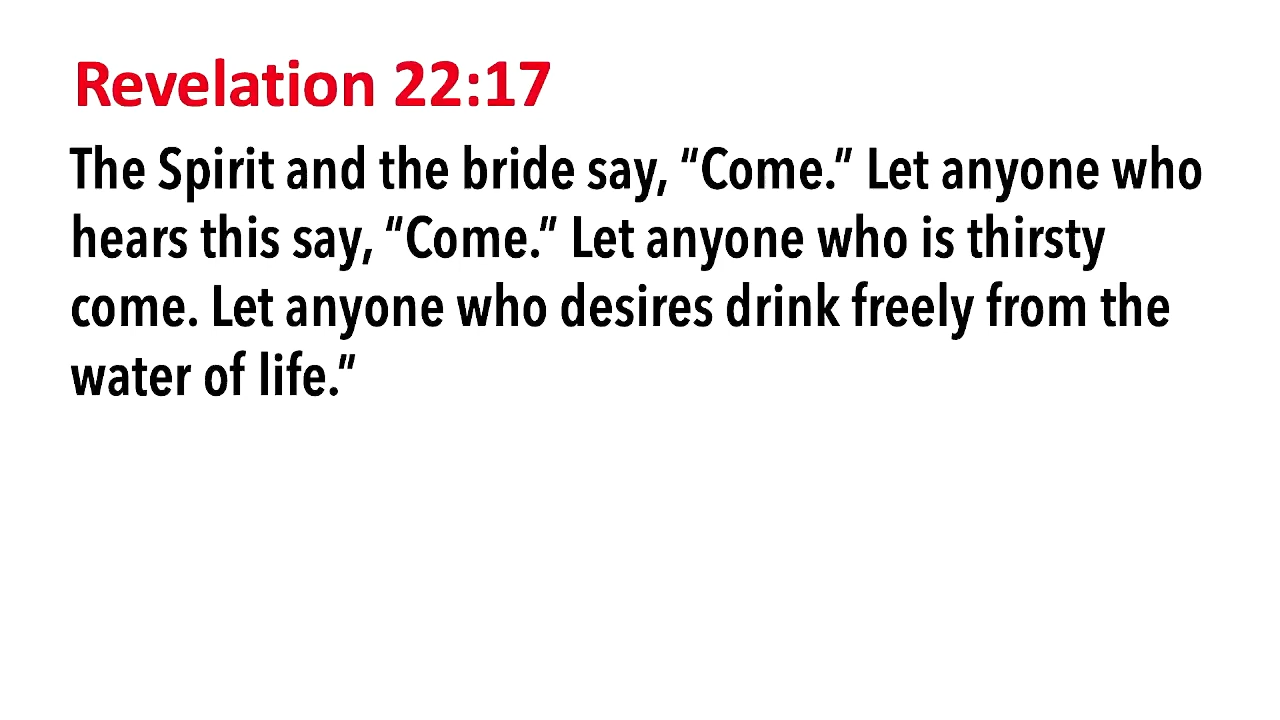 Revelation 22:17
The Spirit and the bride say, “Come.” Let anyone who
hears this say, “Come.” Let anyone who is thirsty
come. Let anyone who desires drink freely from the
water of life.”